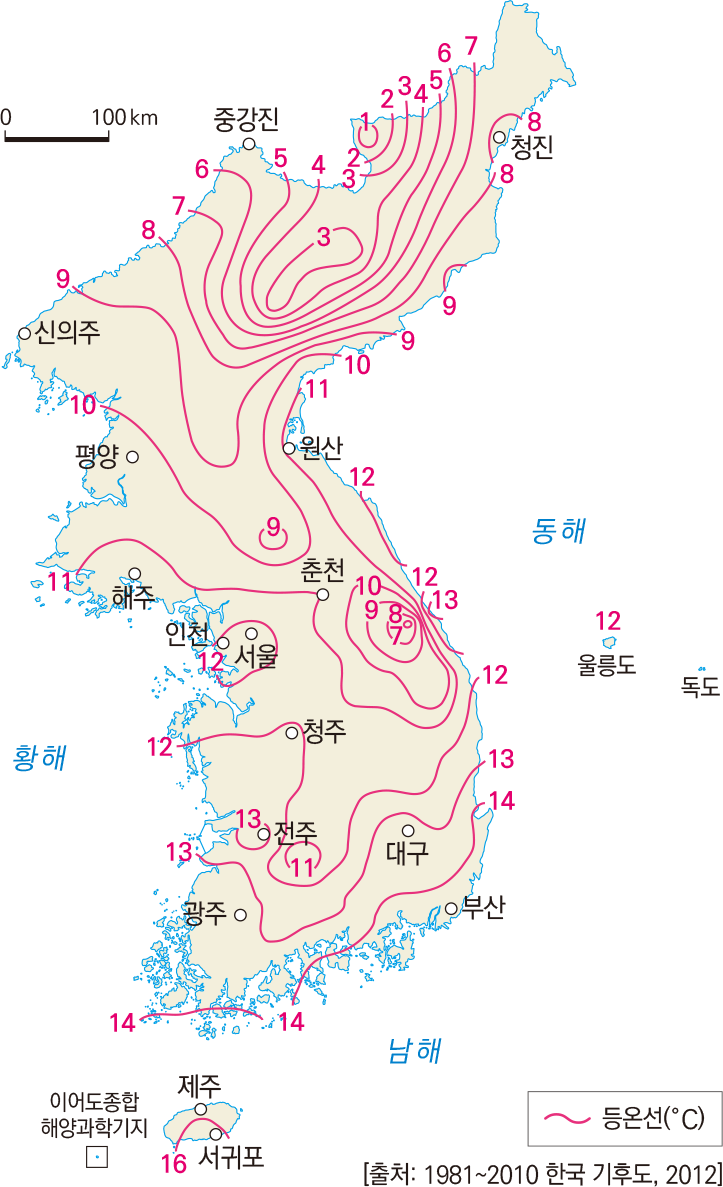 6
7
0
100 km
중강진
1
2
3
4
5
8
청진
2
3
8
6
5
4
7
8
3
9
9
신의주
9
10
11
10
평양
원산
12
9
동해
11
해주
춘천
10
12
13
9
8
7
12
울릉도
독도
인천
서울
12
12
황해
12
청주
13
14
13
전주
13
11
대구
광주
부산
14
14
남해
이어도종합
해양과학기지
제주
16
서귀포
등온선(°C)
[출처: 1981~2010 한국 기후도, 2012]